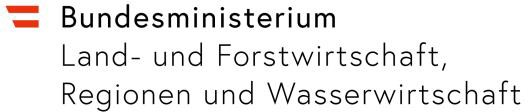 Bundesministerium
Land- und Forstwirtschaft,
Regionen und Wasserwirtschaft